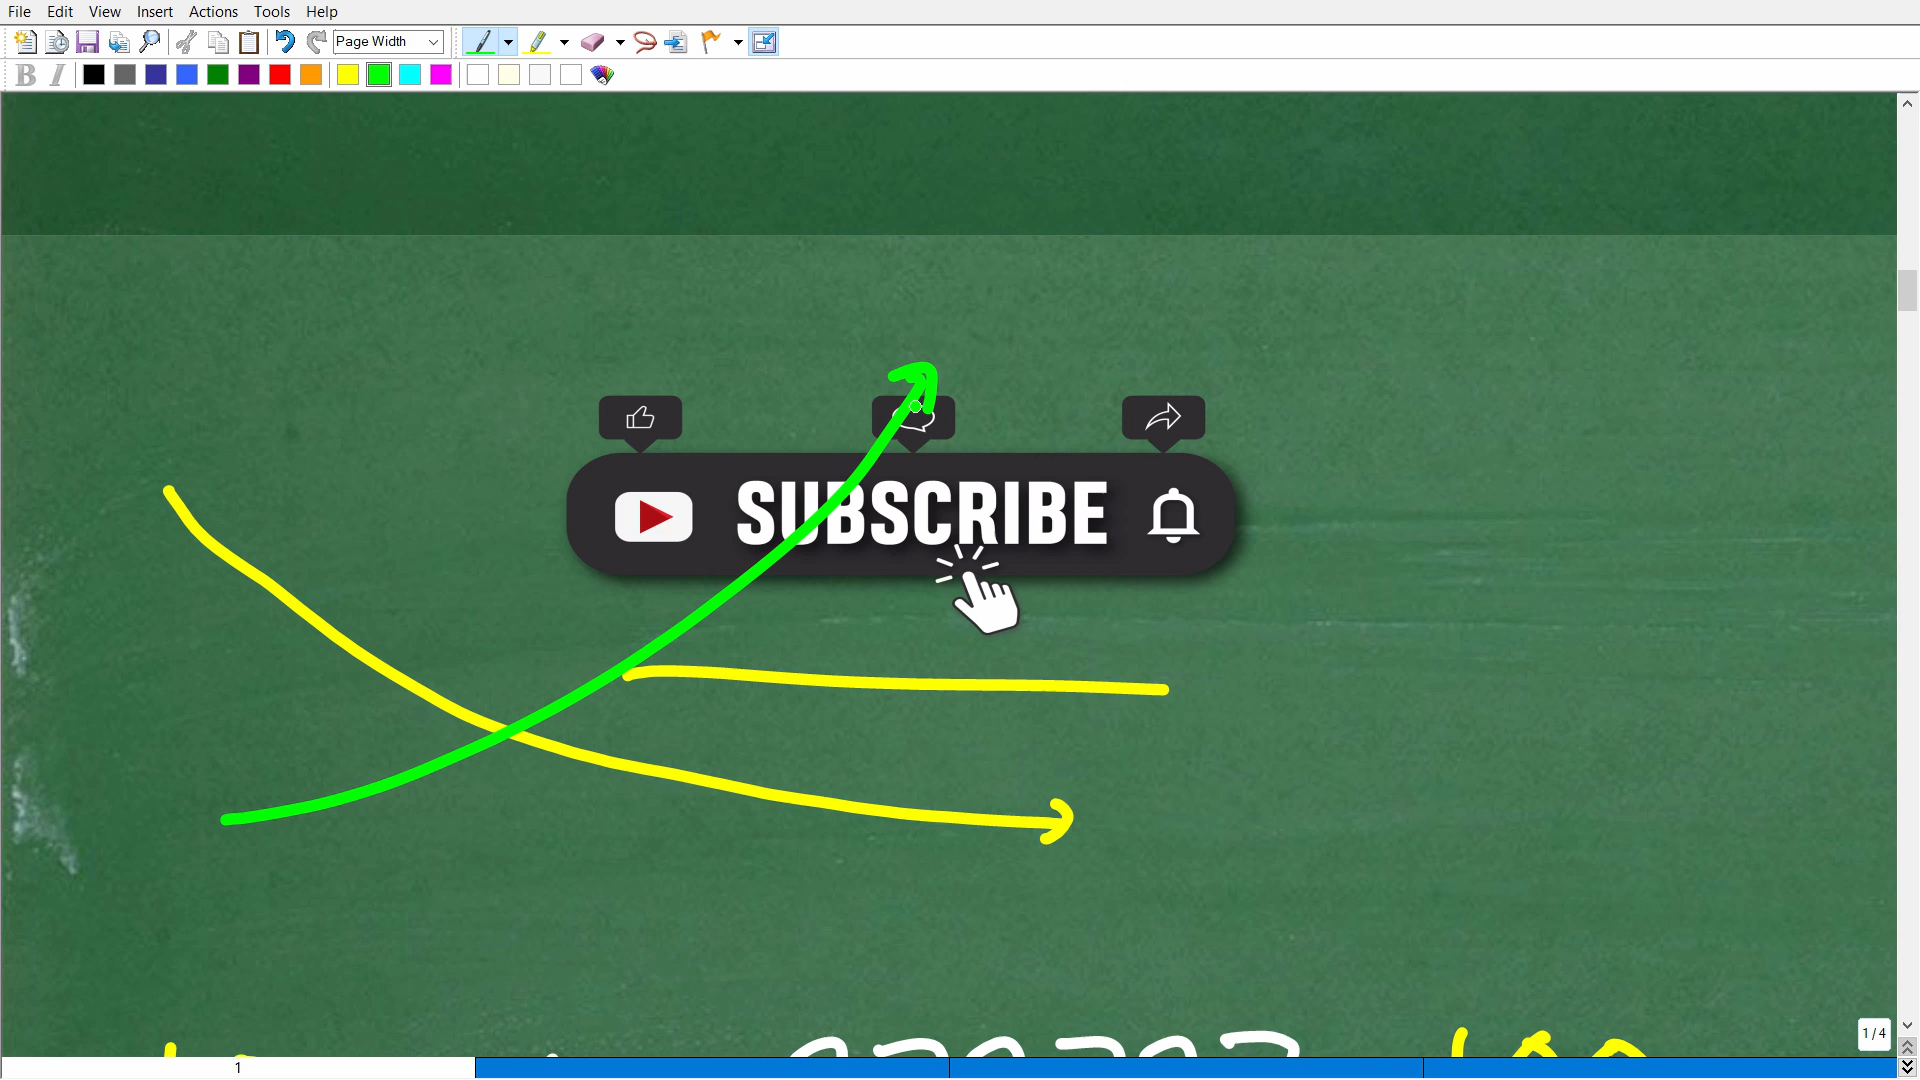 File Edit View Insert Actions Tools Help
Page Width
B I
SUBSCRIBE
1 / 4
1